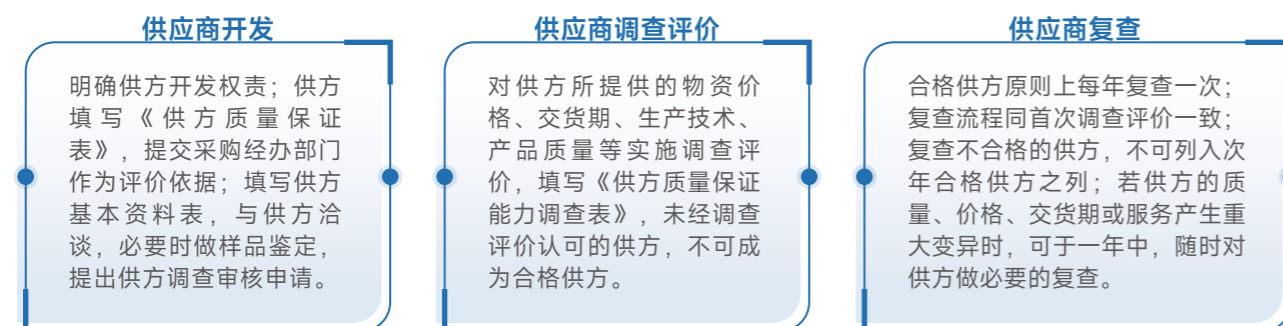 供应商开发
明确供方开发权责；供方
填写《供方质量保证
表》，提交采购经办部门
作为评价依据；填写供方
基本资料表，与供方洽
谈，必要时做样品鉴定，
提出供方调查审核申请。
供应商调查评价
对供方所提供的物资价
格、交货期、生产技术、
产品质量等实施调查评
价，填写《供方质量保证
能力调查表》，未经调查
评价认可的供方，不可成
为合格供方。
供应商复查
合格供方原则上每年复查一次；
复查流程同首次调查评价一致；
复查不合格的供方，不可列入次
年合格供方之列；若供方的质
量、价格、交货期或服务产生重
大变异时，可于一年中，随时对
供方做必要的复查。